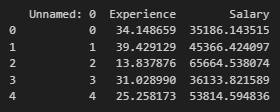 Unnamed: 0 Experience Salary
0 0 34.148659 35186.143515
1 1 39.429129 45366.424097
2 2 13.837876 65664.538074
3 3 31.028990 36133.821589
4 4 25.258173 53814.594836